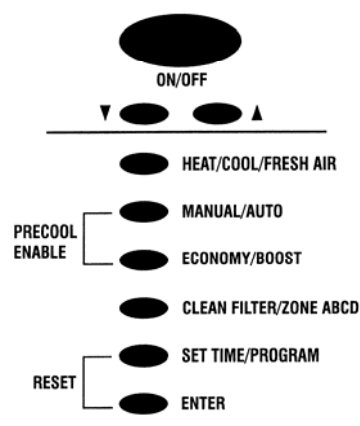 ON/OFF
▼ ▲
HEAT/COOL/FRESH AIR
MANUAL/AUTO
PRECOOL
ENABLE
ECONOMY/BOOST
CLEAN FILTER/ZONE ABCD
SET TIME/PROGRAM
RESET
ENTER